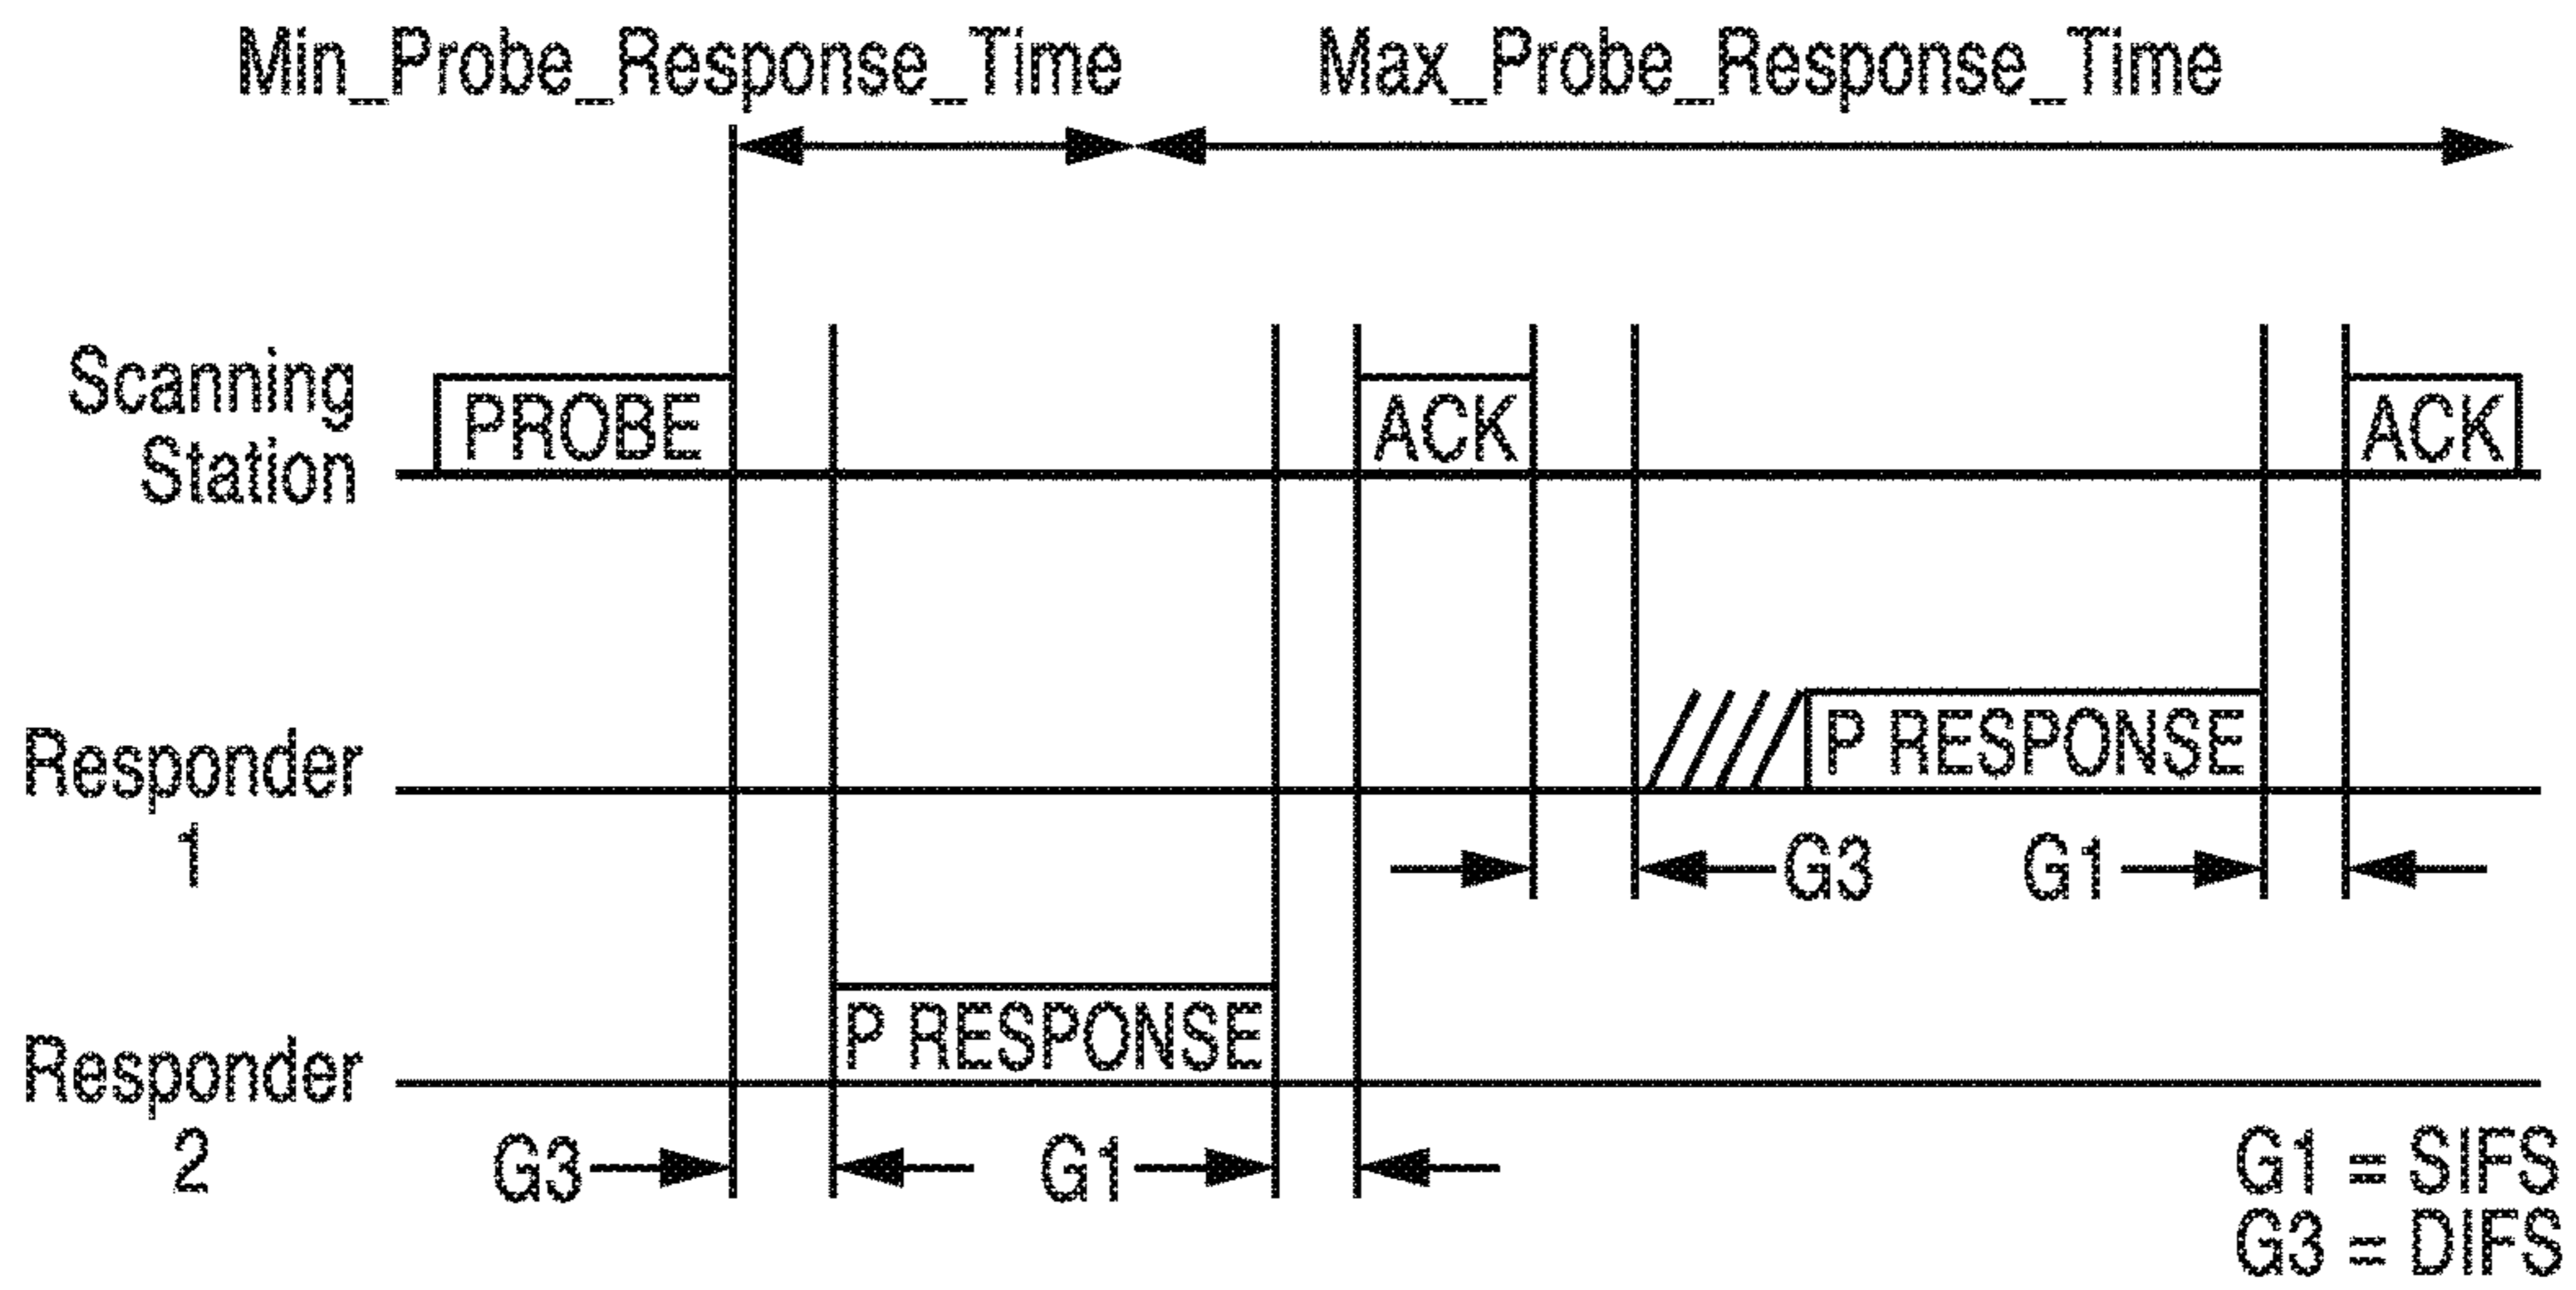 Min_Probe_Response_Time
Max_Probe_Response_Time
Scanning
Station
PROBE
ACK
ACK
Responder
1
P RESPONSE
G3
G1
Responder
2
P RESPONSE
G3
G1
G1 = SIFS
G3 = DIFS